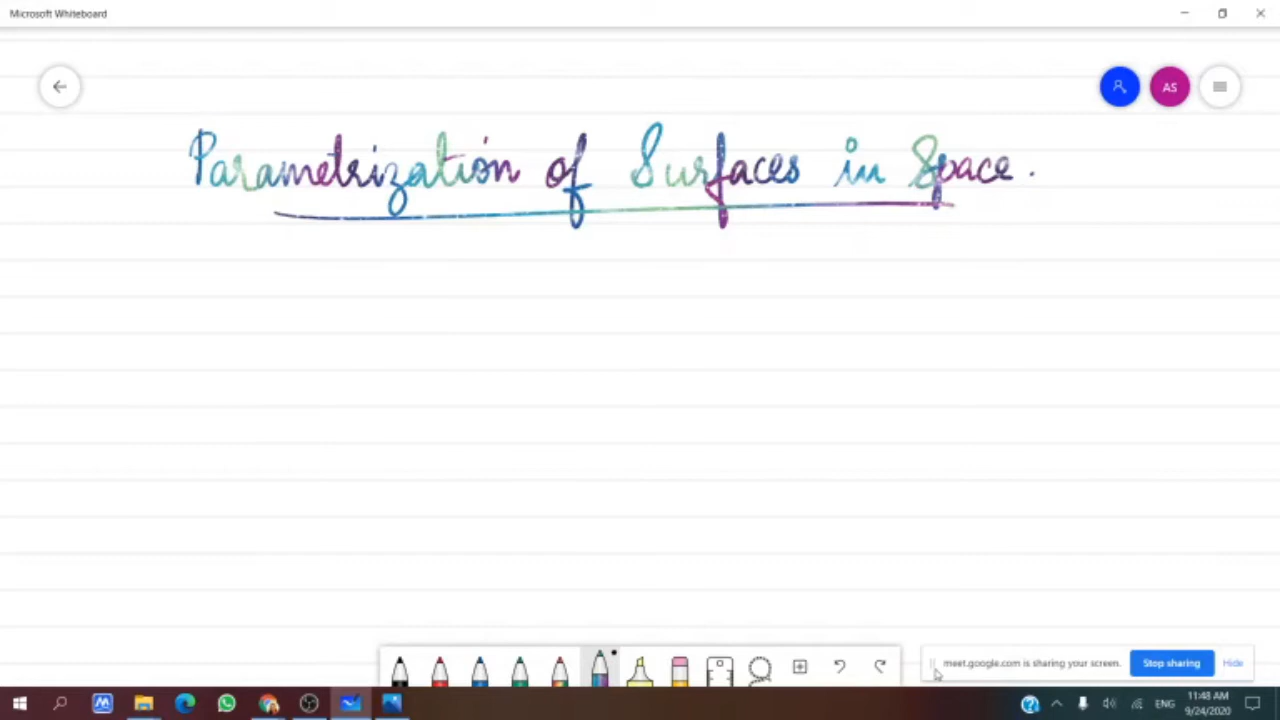 Microsoft Whiteboard
AS
Parametrization of Surfaces in Space.
meet.google.com is sharing your screen.
Stop sharing
Hide
ENG
11:48 AM
9/24/2020